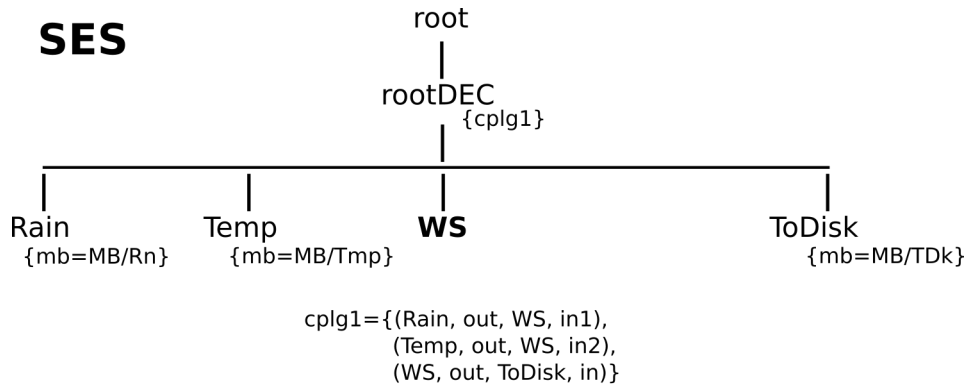 SES
root
rootDEC
{cplg1}
Rain
Temp
WS
ToDisk
{mb=MB/Rn}
{mb=MB/Tmp}
{mb=MB/TDk}
cplg1={(Rain, out, WS, in1),
(Temp, out, WS, in2),
(WS, out, ToDisk, in)}